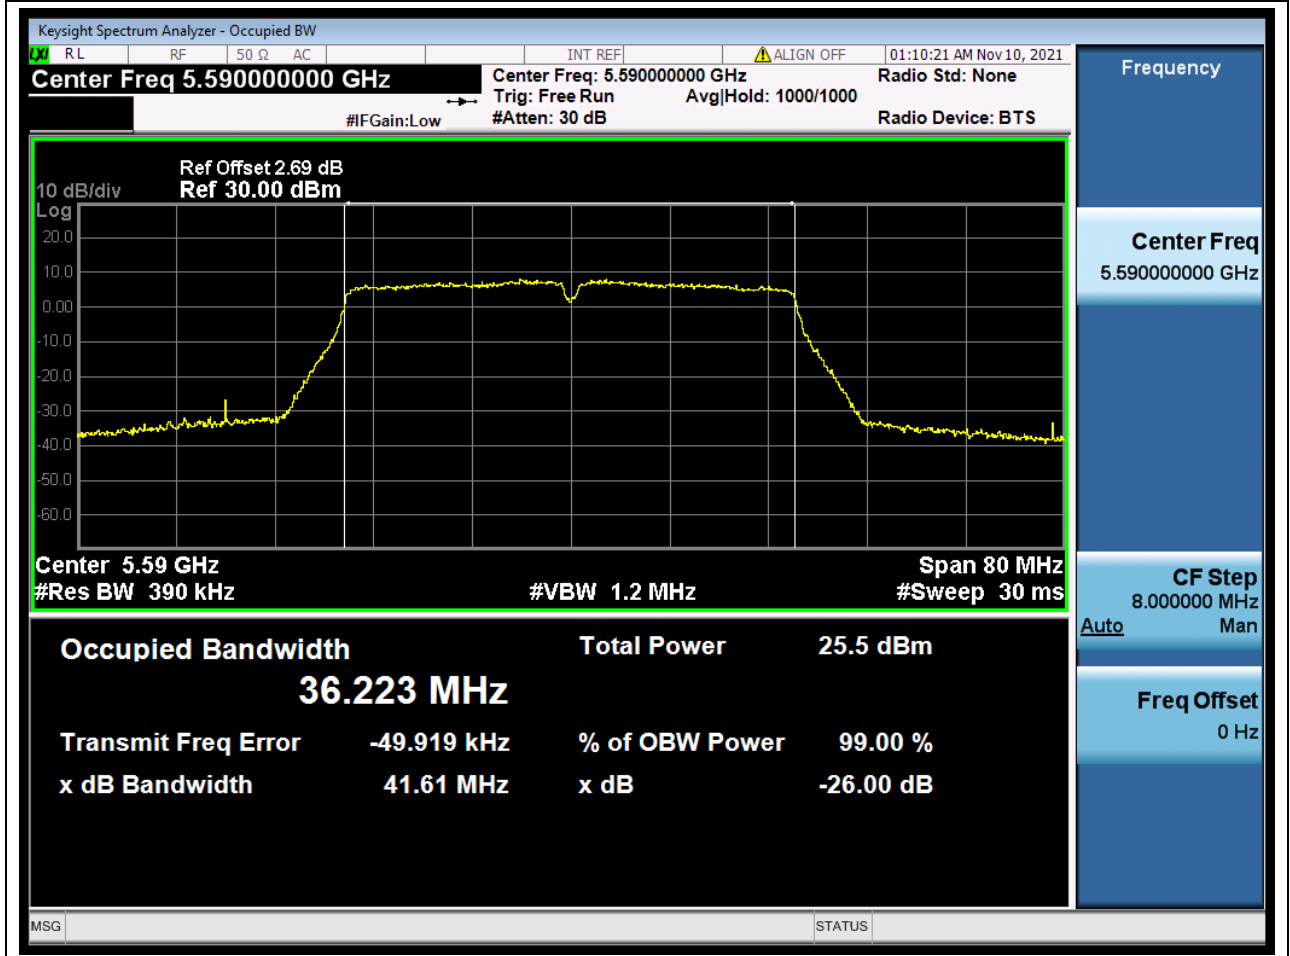 Keysight Spectrum Analyzer - Occupied BW
LXI RL RF 50 Ω AC INT REF ALIGN OFF 01:10:21 AM Nov 10, 2021
Center Freq 5.590000000 GHz
Center Freq: 5.590000000 GHz
Radio Std: None
Trig: Free Run Avg|Hold: 1000/1000
#IFGain:Low #Atten: 30 dB Radio Device: BTS
Ref Offset 2.69 dB
10 dB/div Ref 30.00 dBm
Log
20.0
10.0
0.00
-10.0
-20.0
-30.0
-40.0
-50.0
-60.0
Center 5.59 GHz Span 80 MHz
#Res BW 390 kHz #VBW 1.2 MHz #Sweep 30 ms
Occupied Bandwidth Total Power 25.5 dBm
36.223 MHz
Transmit Freq Error -49.919 kHz % of OBW Power 99.00 %
x dB Bandwidth 41.61 MHz x dB -26.00 dB
MSG STATUS
Frequency
Center Freq
5.590000000 GHz
CF Step
8.000000 MHz
Auto Man
Freq Offset
0 Hz